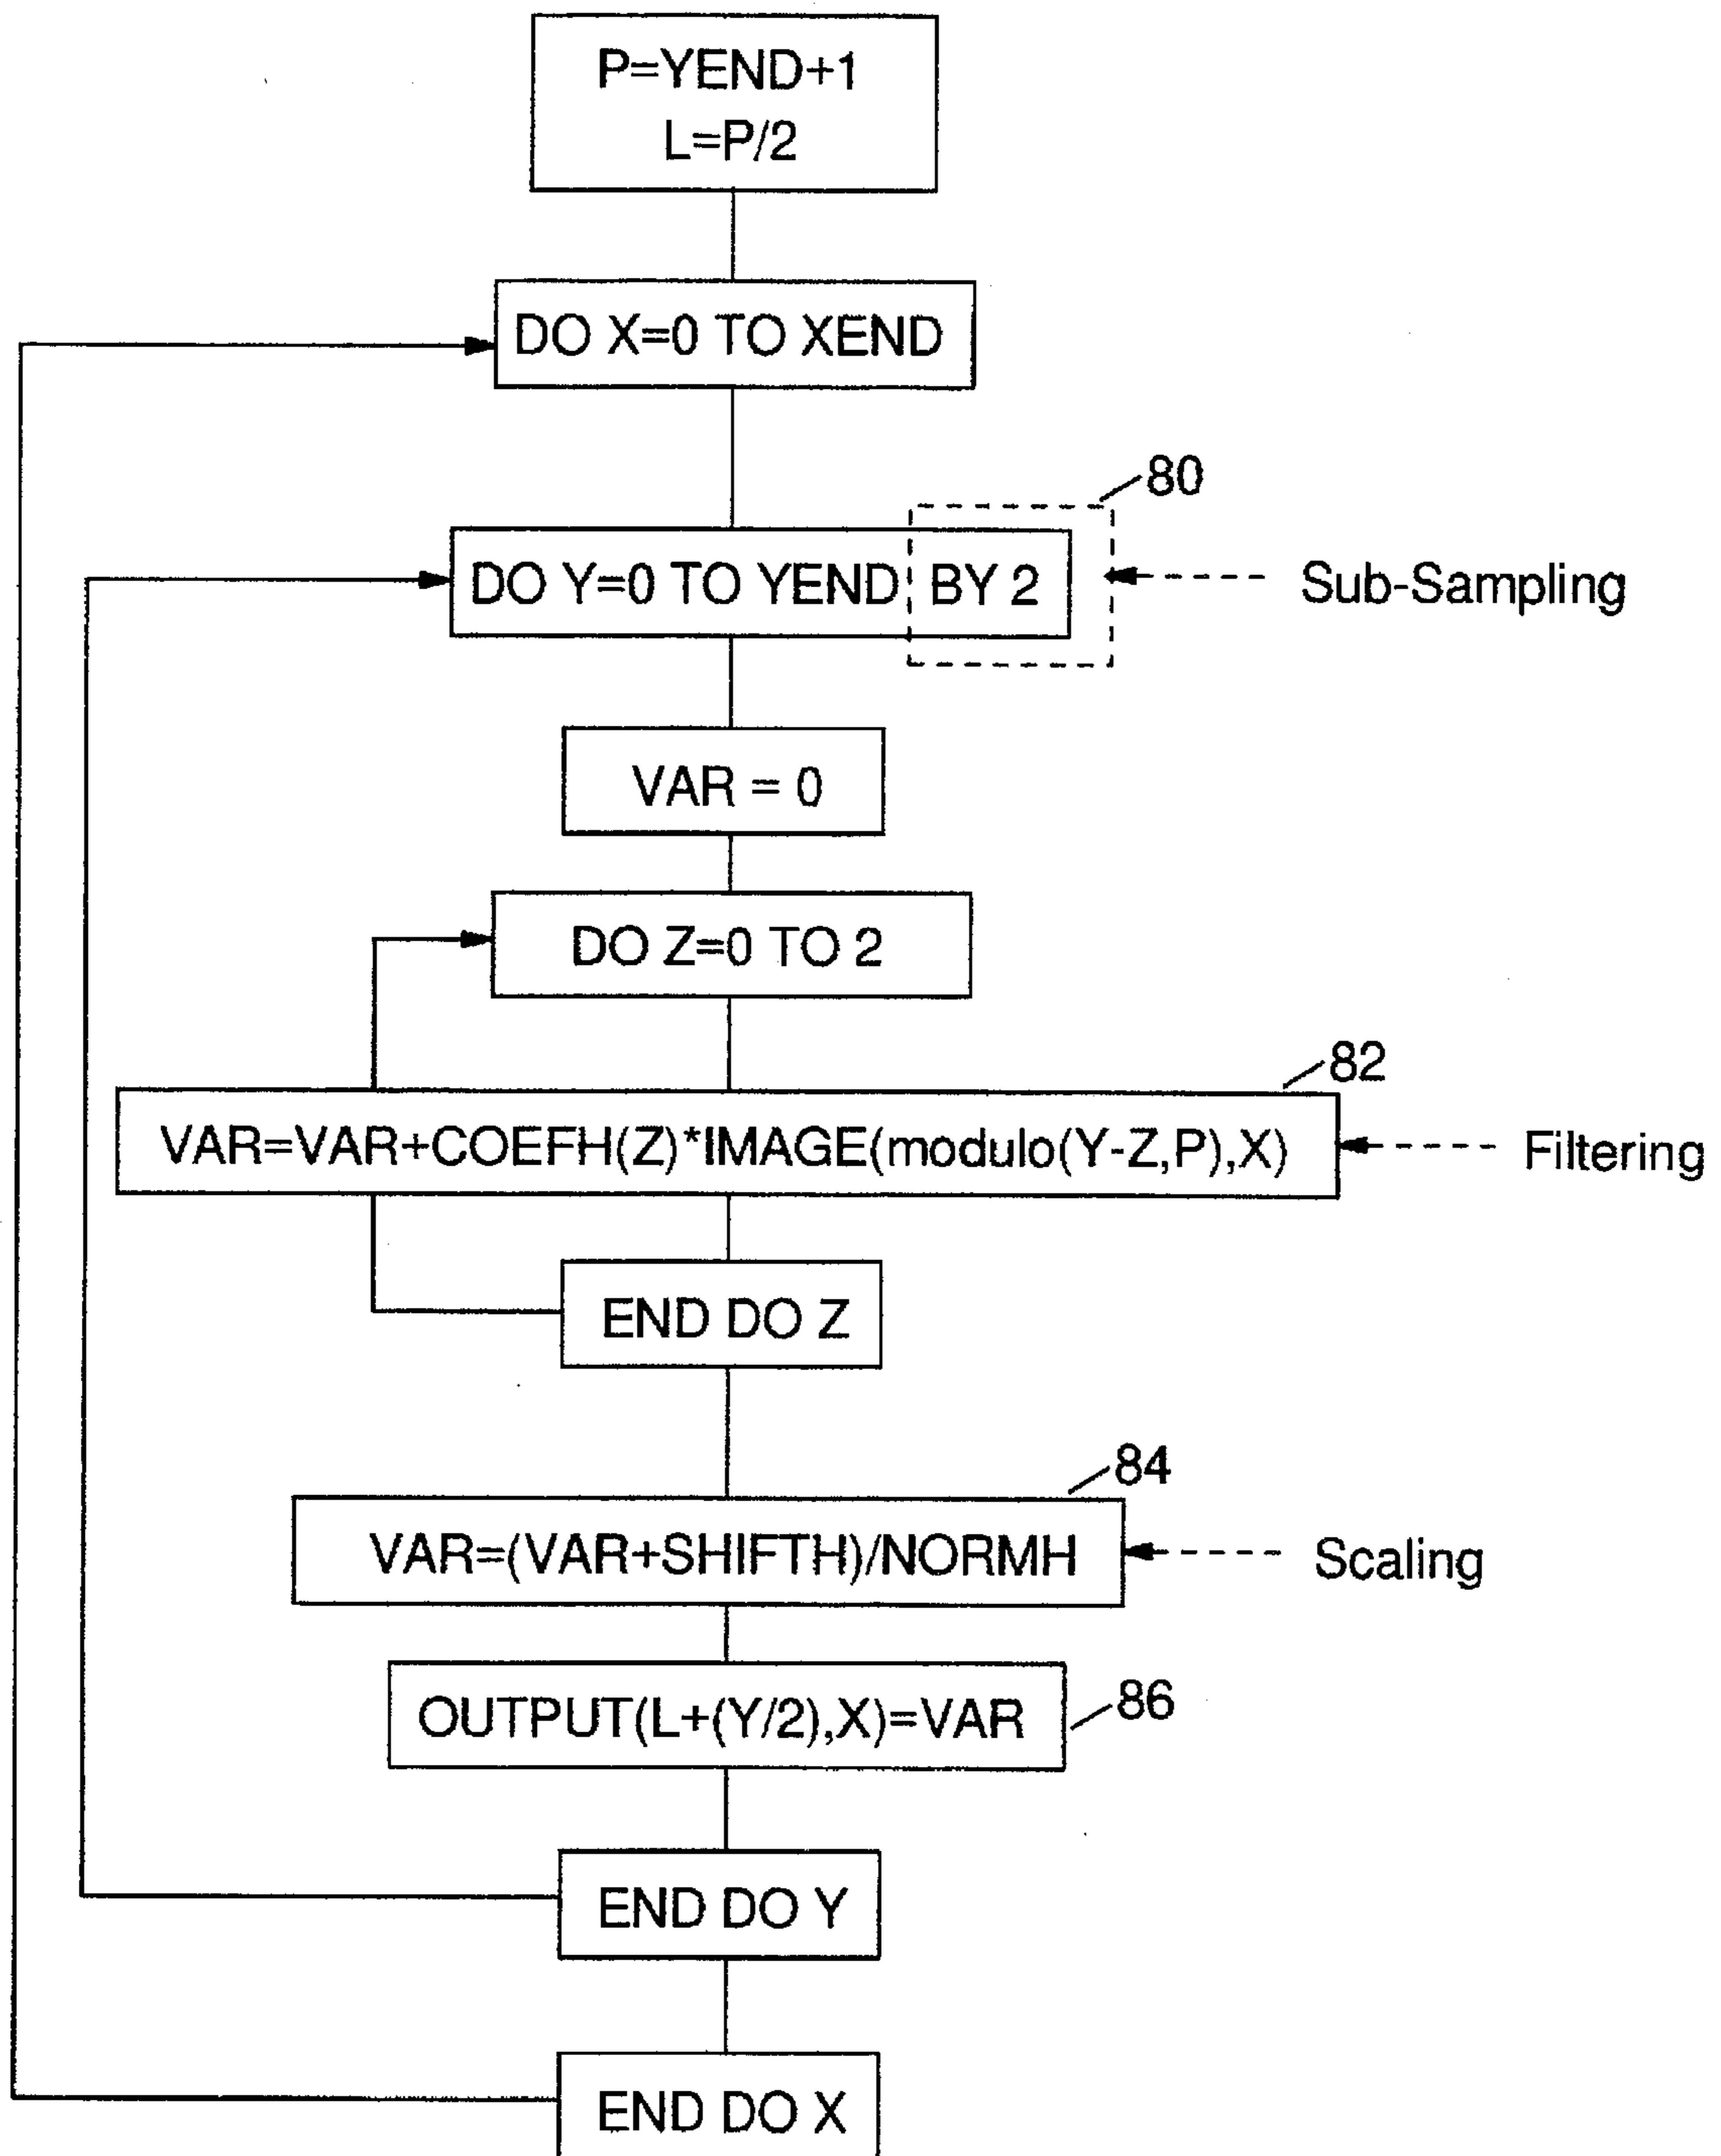 P=YEND+1
L=P/2
DO X=0 TO XEND
80
DO Y=0 TO YEND BY 2
Sub-Sampling
VAR = 0
DO Z=0 TO 2
82
VAR=VAR+COEFH(Z)*IMAGE(modulo(Y-Z,P),X)
Filtering
END DO Z
84
VAR=(VAR+SHIFTH)/NORMH
Scaling
OUTPUT(L+(Y/2),X)=VAR
86
END DO Y
END DO X